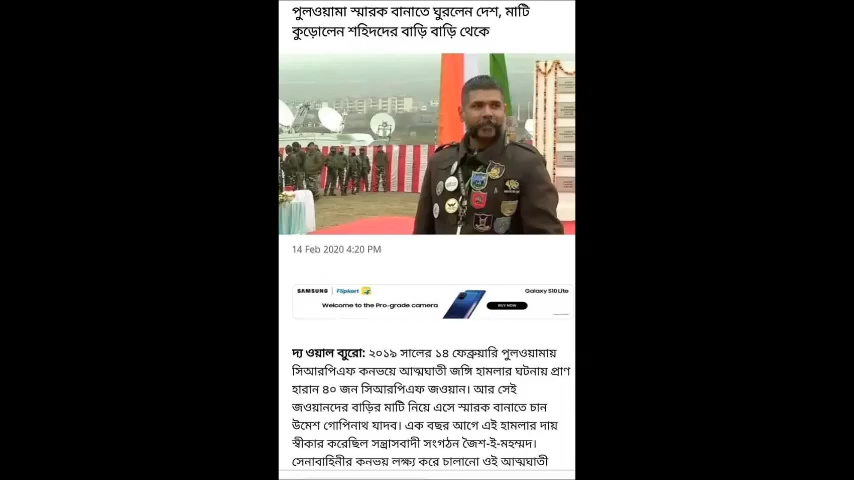 পুলওয়ামা স্মারক বানাতে ঘুরলেন দেশ, মাটি
কুড়োলেন শহিদদের বাড়ি বাড়ি থেকে
14 Feb 2020 4:20 PM
SAMSUNG | Flipkart
Galaxy S10 Lite
Welcome to the Pro-grade camera
BUY NOW
দ্য ওয়াল ব্যুরো: ২০১৯ সালের ১৪ ফেব্রুয়ারি পুলওয়ামায়
সিআরপিএফ কনভয়ে আত্মঘাতী জঙ্গি হামলার ঘটনায় প্রাণ
হারান ৪০ জন সিআরপিএফ জওয়ান। আর সেই
জওয়ানদের বাড়ির মাটি নিয়ে এসে স্মারক বানাতে চান
উমেশ গোপিনাথ যাদব। এক বছর আগে এই হামলার দায়
স্বীকার করেছিল সন্ত্রাসবাদী সংগঠন জৈশ-ই-মহম্মদ।
সেনাবাহিনীর কনভয় লক্ষ্য করে চালানো ওই আত্মঘাতী